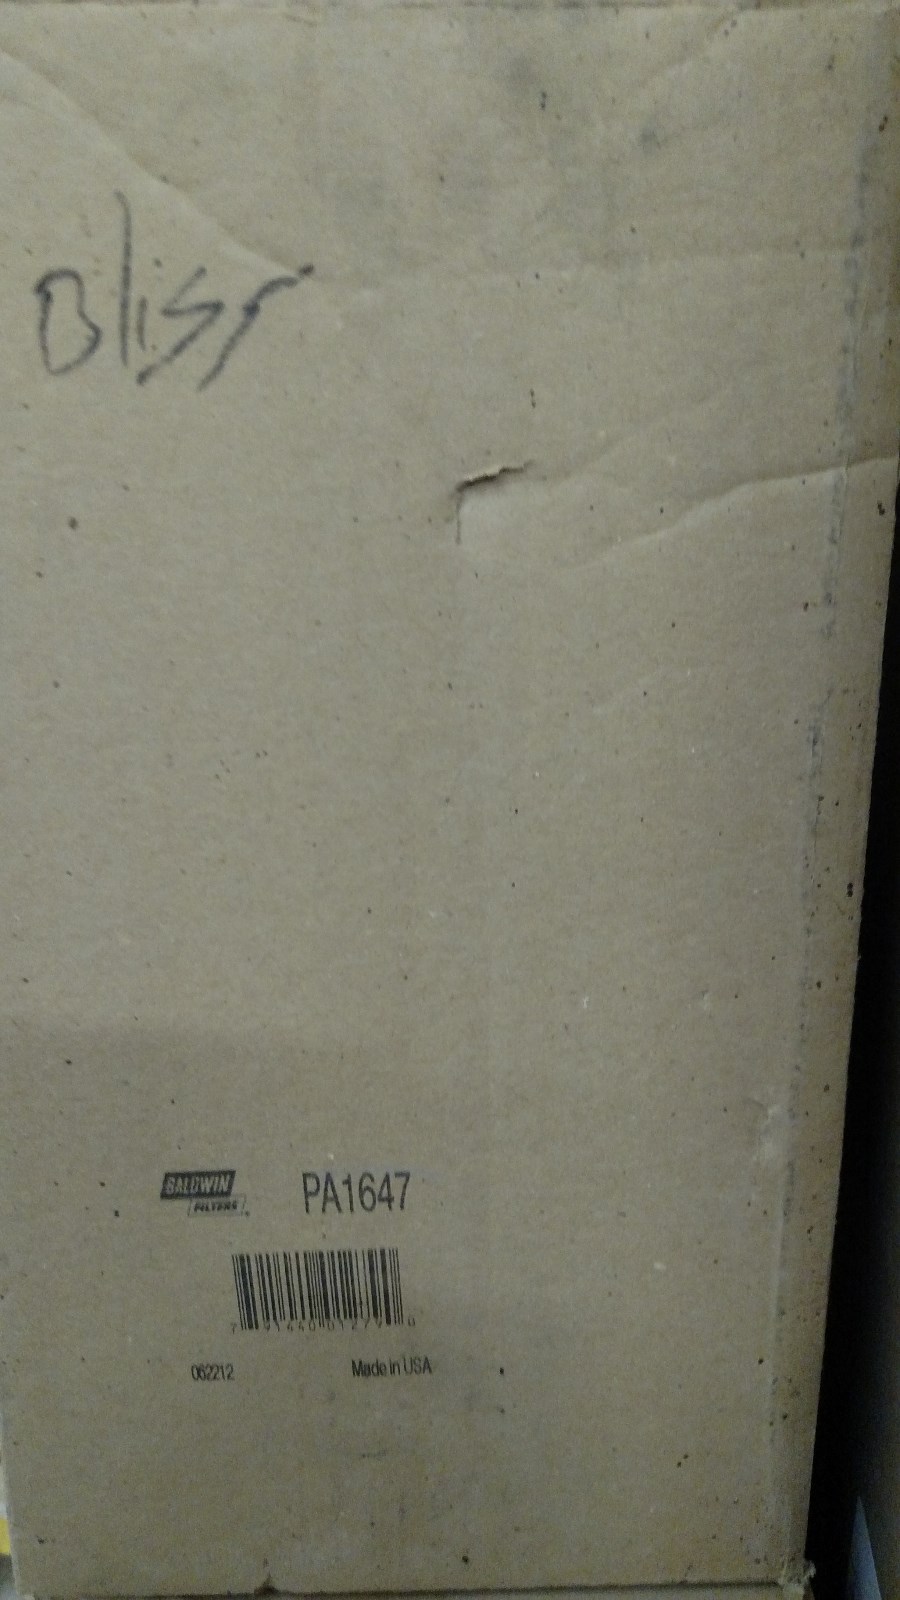 Bliss
BALDWIN
FILTERS
PA1647
062212
Made in USA